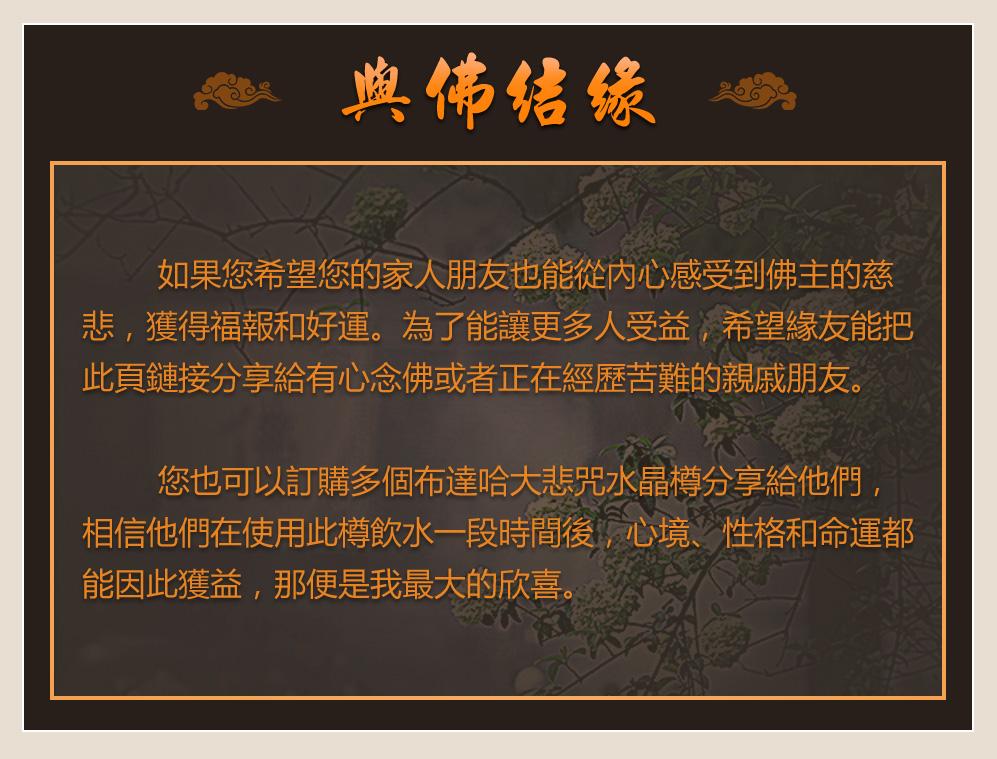 與佛结缘
如果您希望您的家人朋友也能從內心感受到佛主的慈
悲，獲得福報和好運。為了能讓更多人受益，希望緣友能把
此頁鏈接分享給有心念佛或者正在經歷苦難的親戚朋友。
您也可以訂購多個布達哈大悲咒水晶樽分享給他們，
相信他們在使用此樽飲水一段時間後，心境、性格和命運都
能因此獲益，那便是我最大的欣喜。